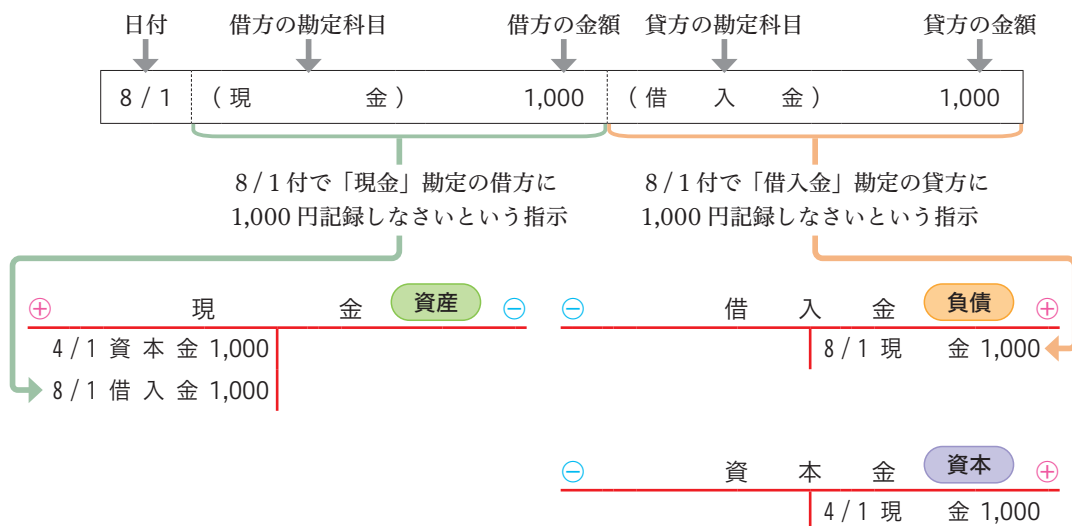 日付 借方の勘定科目 借方の金額 貸方の勘定科目 貸方の金額
8/1 (現 金) 1,000 (借 入 金) 1,000
8/1付で「現金」勘定の借方に
1,000円記録しなさいという指示
8/1付で「借入金」勘定の貸方に
1,000円記録しなさいという指示
⊕ 現 金 資産 ⊖
4/1 資本金 1,000
8/1 借入金 1,000
⊖ 借 入 金 負債 ⊕
8/1 現 金 1,000
⊖ 資 本 金 資本 ⊕
4/1 現 金 1,000